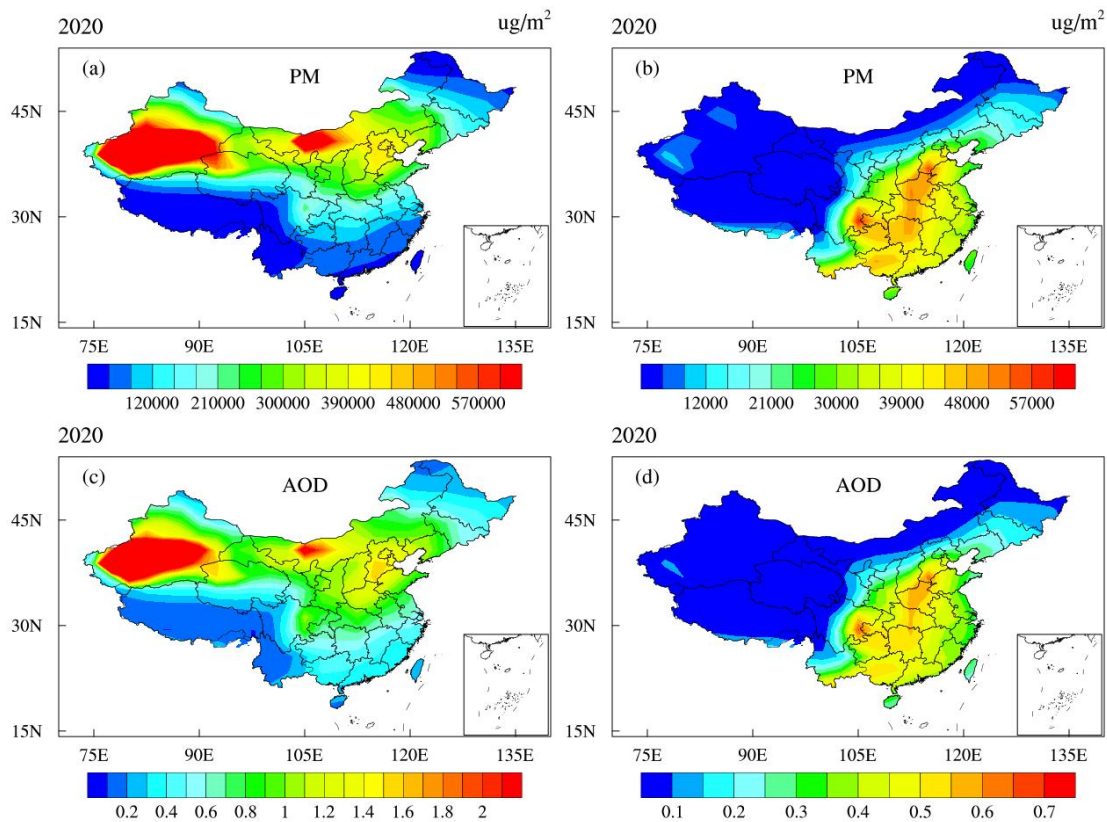 2020 ug/m2 2020 ug/m2
(a) PM (b) PM
45N 45N
30N 30N
15N 15N
75E 90E 105E 120E 135E 75E 90E 105E 120E 135E
120000 210000 300000 390000 480000 570000 12000 21000 30000 39000 48000 57000
2020 2020
(c) AOD (d) AOD
45N 45N
30N 30N
15N 15N
75E 90E 105E 120E 135E 75E 90E 105E 120E 135E
0.2 0.4 0.6 0.8 1 1.2 1.4 1.6 1.8 2 0.1 0.2 0.3 0.4 0.5 0.6 0.7